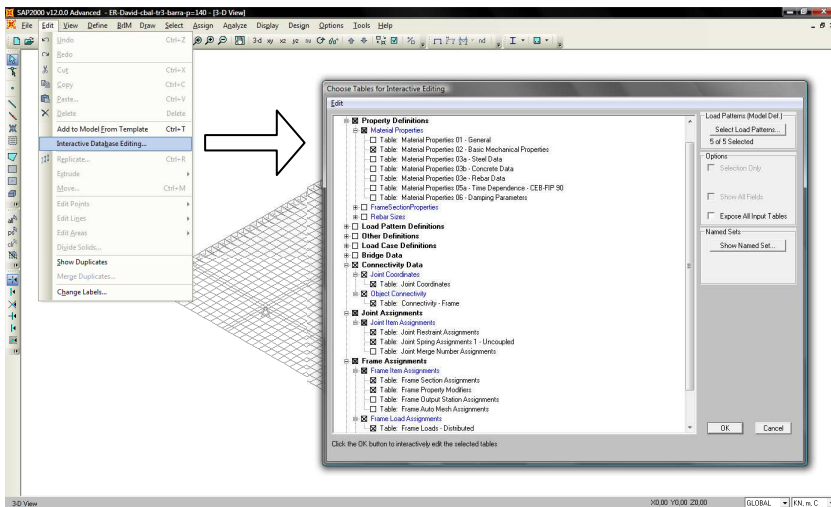 SAP2000 v12.0.0 Advanced - ER-David-cbal-tr3-barra-p=140 - [3-D View]
File Edit View Define BrIM Draw Select Assign Analyze Display Design Options Tools Help
3-d xy xz yz nv
nd
Undo Ctrl+Z
Redo
Cut Ctrl+X
Copy Ctrl+C
Paste... Ctrl+V
Delete Delete
Add to Model From Template Ctrl+T
Interactive Database Editing...
Replicate... Ctrl+R
Extrude
Move... Ctrl+M
Edit Points
Edit Lines
Edit Areas
Divide Solids...
Show Duplicates
Merge Duplicates...
Change Labels...
Choose Tables for Interactive Editing
Edit
Property Definitions
Material Properties
Table: Material Properties 01 - General
Table: Material Properties 02 - Basic Mechanical Properties
Table: Material Properties 03a - Steel Data
Table: Material Properties 03b - Concrete Data
Table: Material Properties 03e - Rebar Data
Table: Material Properties 05a - Time Dependence - CEB-FIP 90
Table: Material Properties 06 - Damping Parameters
FrameSectionProperties
Rebar Sizes
Load Pattern Definitions
Other Definitions
Load Case Definitions
Bridge Data
Connectivity Data
Joint Coordinates
Table: Joint Coordinates
Object Connectivity
Table: Connectivity - Frame
Joint Assignments
Joint Item Assignments
Table: Joint Restraint Assignments
Table: Joint Spring Assignments 1 - Uncoupled
Table: Joint Merge Number Assignments
Frame Assignments
Frame Item Assignments
Table: Frame Section Assignments
Table: Frame Property Modifiers
Table: Frame Output Station Assignments
Table: Frame Auto Mesh Assignments
Frame Load Assignments
Table: Frame Loads - Distributed
Load Patterns (Model Def.)
Select Load Patterns...
5 of 5 Selected
Options
Selection Only
Show All Fields
Expose All Input Tables
Named Sets
Show Named Set...
OK Cancel
Click the OK button to interactively edit the selected tables
3-D View X0,00 Y0,00 Z0,00 GLOBAL KN, m, C